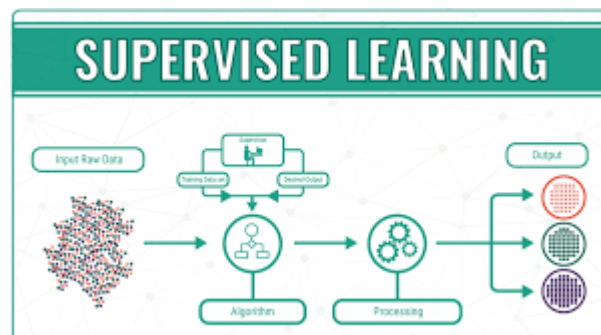 SUPERVISED LEARNING
Input Raw Data
Supervisor
Training Data set
Desired Output
Output
Algorithm
Processing